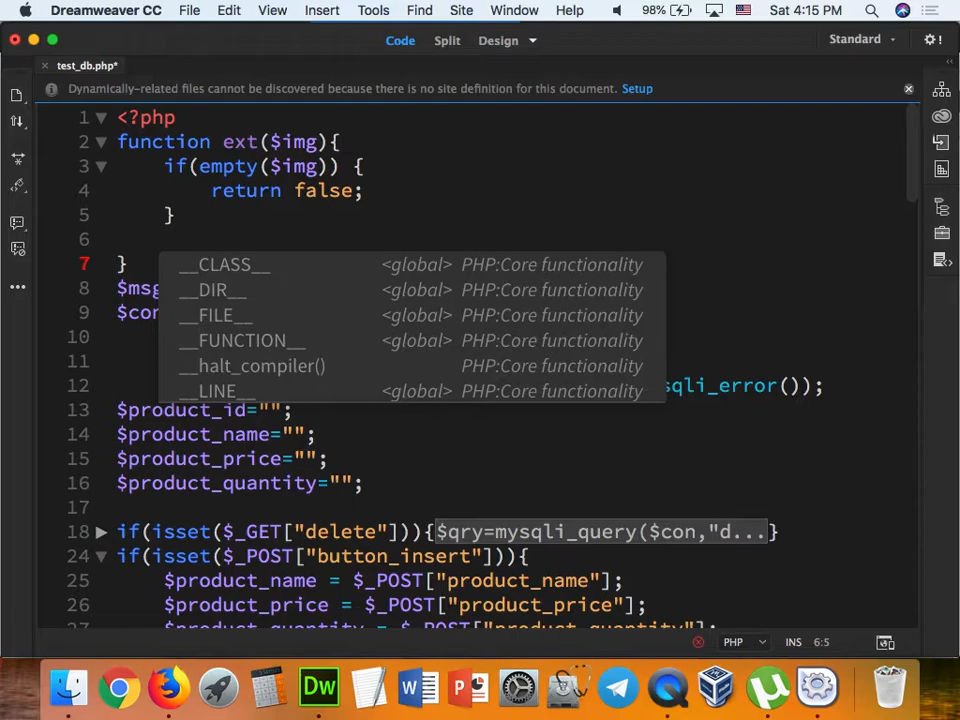 Dreamweaver CC File Edit View Insert Tools Find Site Window Help 98% Sat 4:15 PM
Code Split Design Standard
test_db.php*
Dynamically-related files cannot be discovered because there is no site definition for this document. Setup
1 <?php
2 function ext($img){
3 if(empty($img)) {
4 return false;
5 }
6
7 }
8 $msg
9 $con
10
11
12 sqli_error());
__CLASS__ <global> PHP:Core functionality
__DIR__ <global> PHP:Core functionality
__FILE__ <global> PHP:Core functionality
__FUNCTION__ <global> PHP:Core functionality
__halt_compiler() PHP:Core functionality
__LINE__ <global> PHP:Core functionality
13 $product_id="";
14 $product_name="";
15 $product_price="";
16 $product_quantity="";
17
18 if(isset($_GET["delete"])){$qry=mysqli_query($con,"d...}
24 if(isset($_POST["button_insert"])){
25 $product_name = $_POST["product_name"];
26 $product_price = $_POST["product_price"];
27 $product_quantity = $_POST["product_quantity"];
PHP INS 6:5
Dw